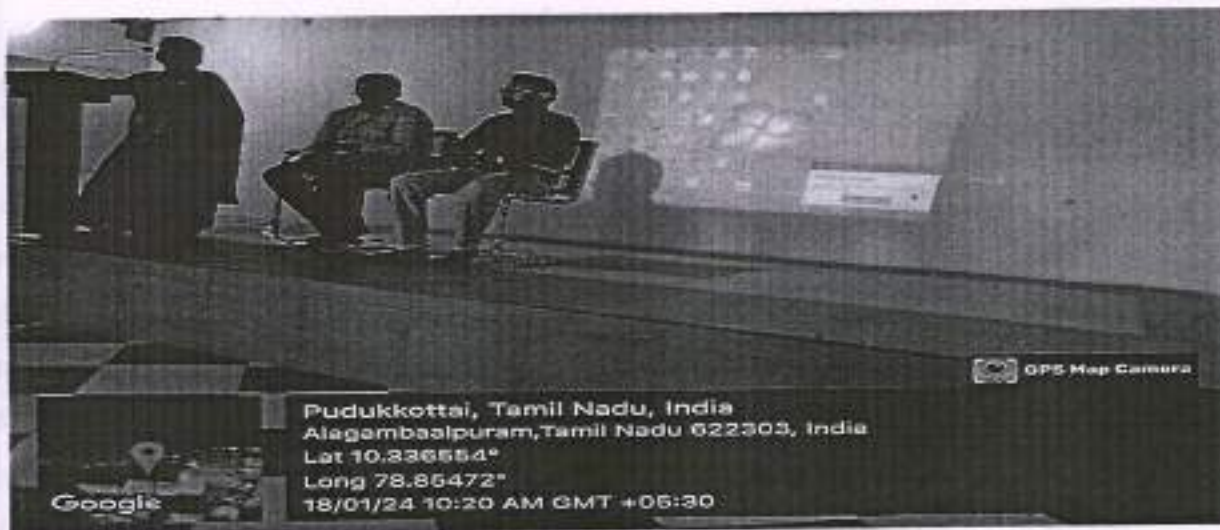 GPS Map Camera
Pudukkottai, Tamil Nadu, India
Alagambaalpuram,Tamil Nadu 622303, India
Lat 10.336554°
Long 78.85472°
18/01/24 10:20 AM GMT +05:30
Google